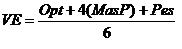 VE = Opt + 4(MasP) + Pes
6